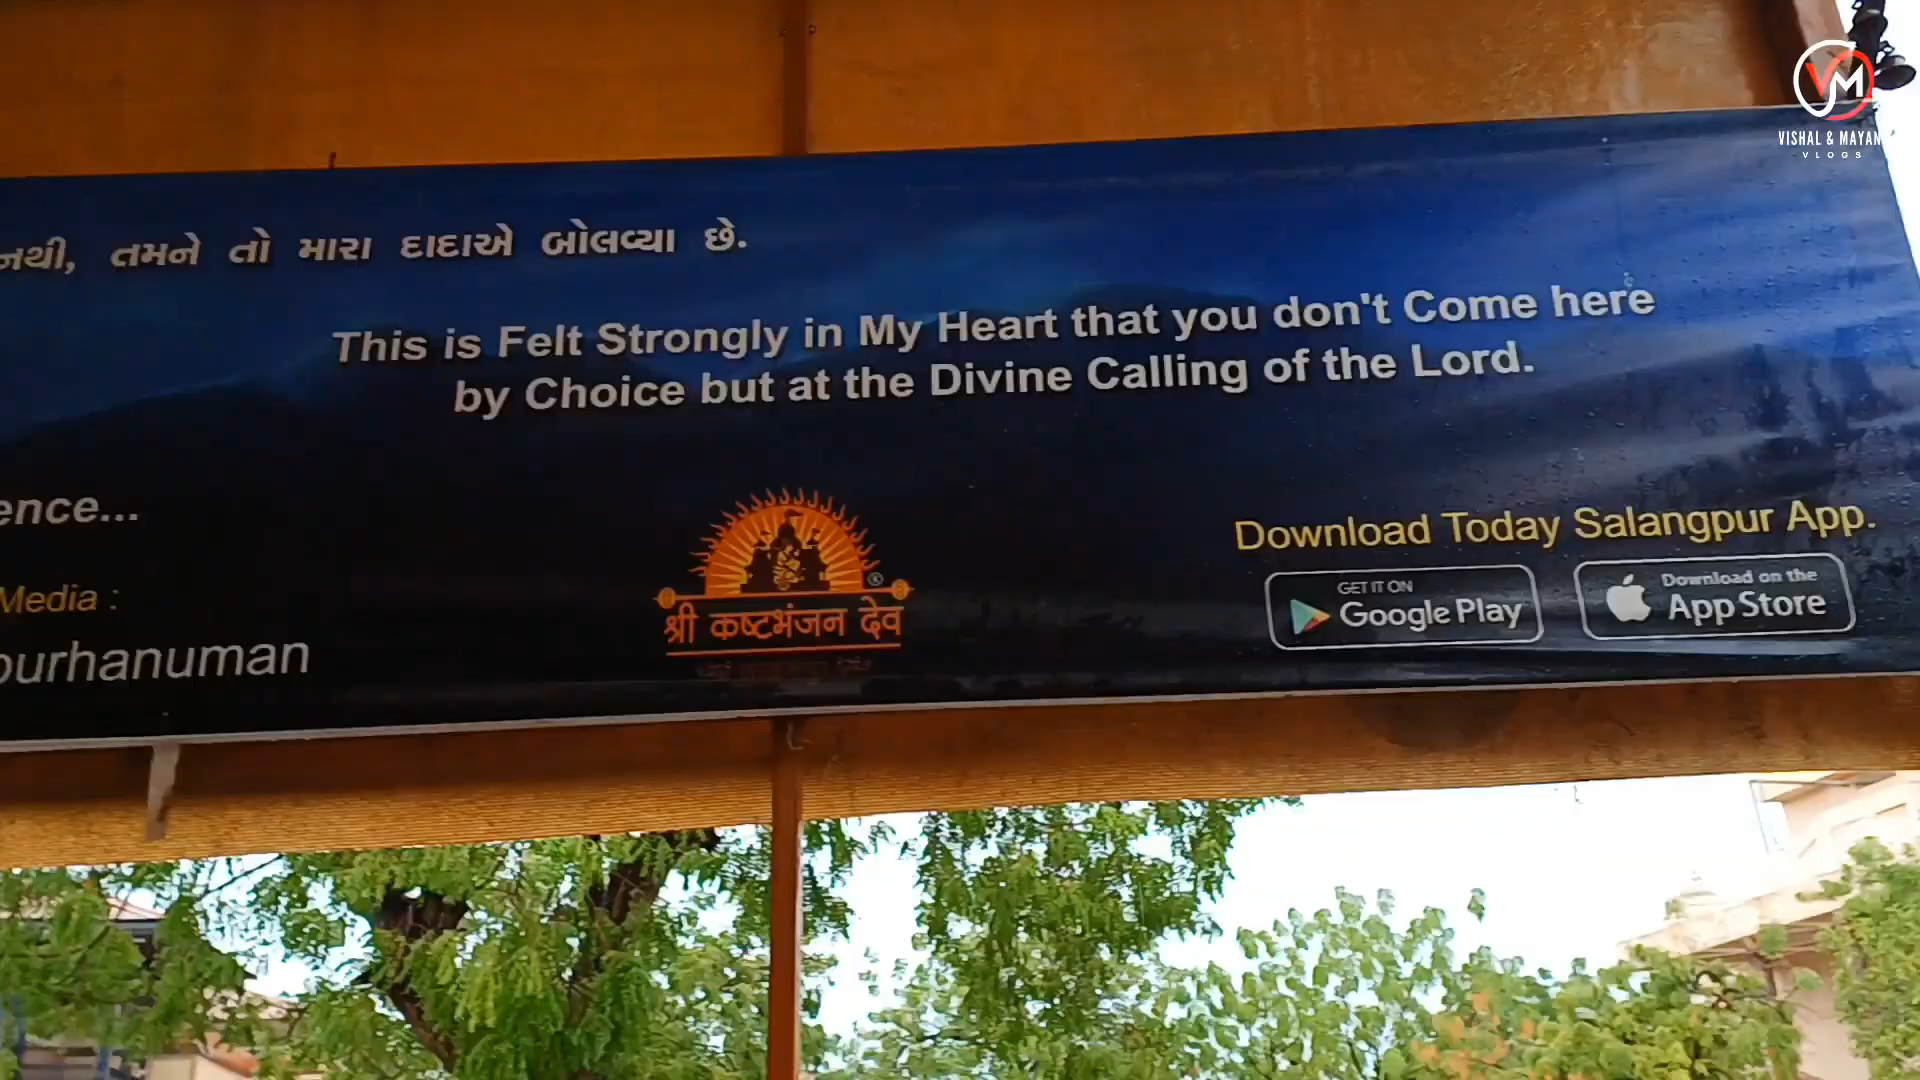 VM
VISHAL & MAYAN
VLOGS
નથી, તમને તો મારા દાદાએ બોલવ્યા છે.
This is Felt Strongly in My Heart that you don't Come here
by Choice but at the Divine Calling of the Lord.
ence...
Media :
purhanuman
श्री कष्टभंजन देव
Download Today Salangpur App.
GET IT ON
Google Play
Download on the
App Store